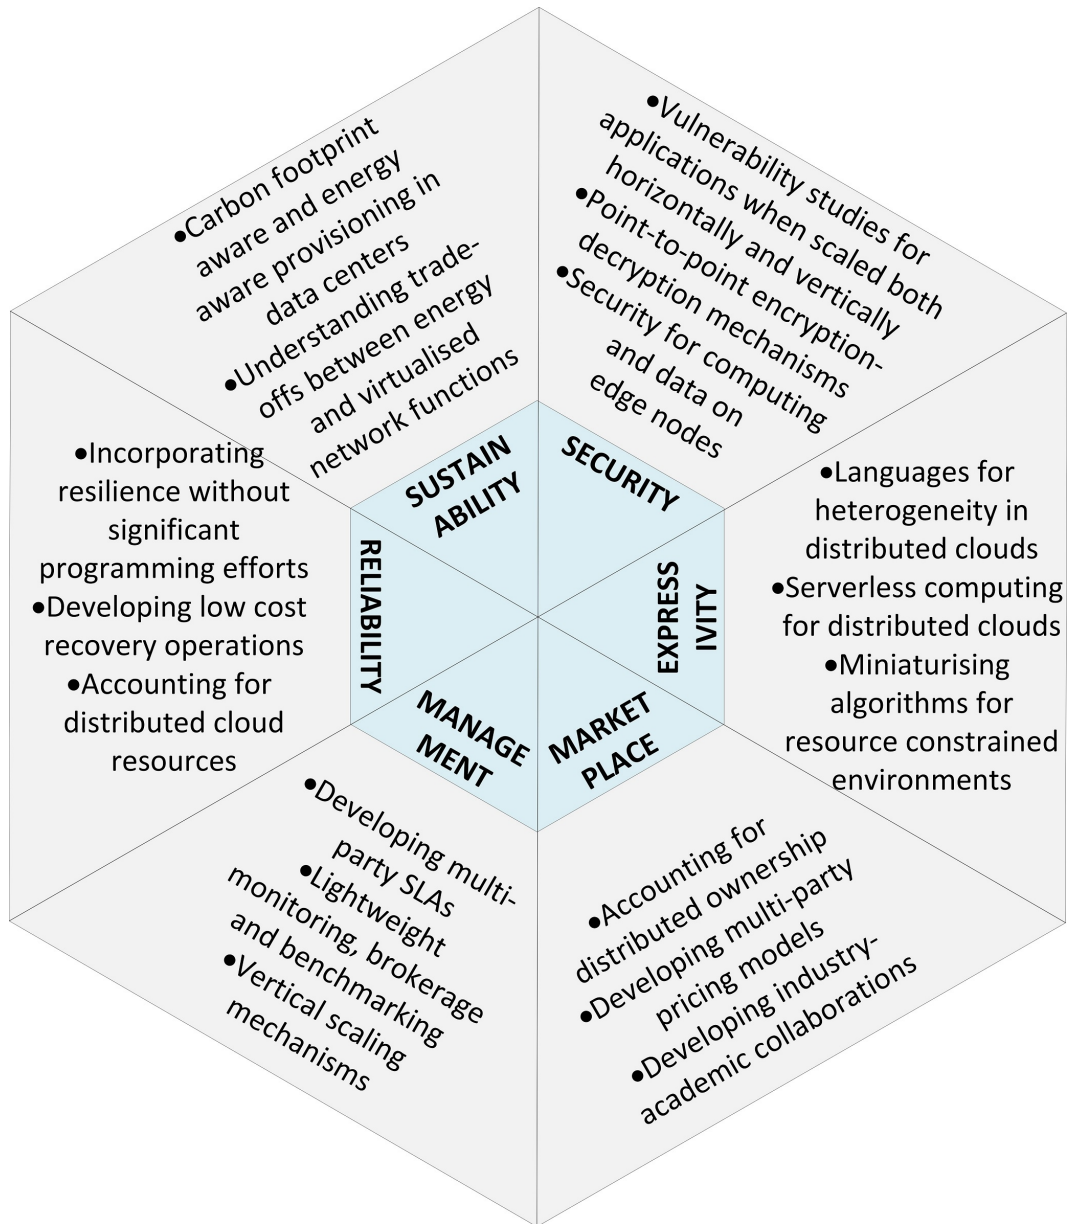 ●Carbon footprint
aware and energy
aware provisioning in
data centers
●Understanding trade-
offs between energy
and virtualised
network functions
SUSTAIN
ABILITY
●Vulnerability studies for
applications when scaled both
horizontally and vertically
●Point-to-point encryption-
decryption mechanisms
●Security for computing
and data on
edge nodes
SECURITY
●Incorporating
resilience without
significant
programming efforts
●Developing low cost
recovery operations
●Accounting for
distributed cloud
resources
RELIABILITY
EXPRESS
IVITY
●Languages for
heterogeneity in
distributed clouds
●Serverless computing
for distributed clouds
●Miniaturising
algorithms for
resource constrained
environments
MANAGE
MENT
●Developing multi-
party SLAs
●Lightweight
monitoring, brokerage
and benchmarking
●Vertical scaling
mechanisms
MARKET
PLACE
●Accounting for
distributed ownership
●Developing multi-party
pricing models
●Developing industry-
academic collaborations